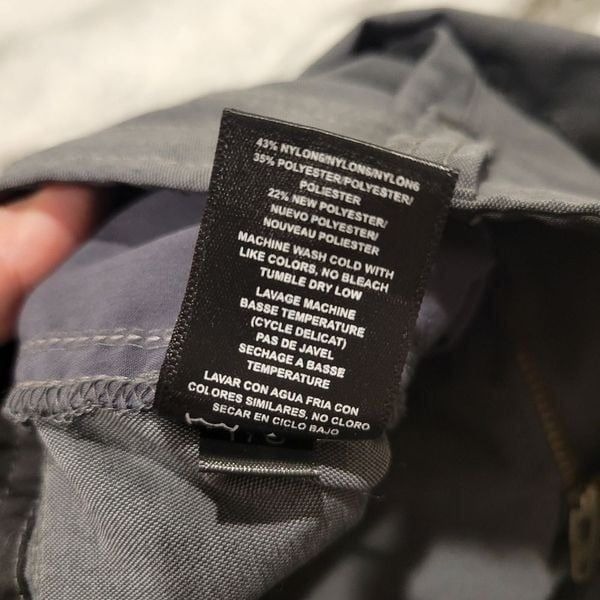 43% NYLON6/NYLON6/NYLON6
35% POLYESTER/POLYESTER/
POLIESTER
22% NEW POLYESTER/
NUEVO POLYESTER/
NOUVEAU POLIESTER
MACHINE WASH COLD WITH
LIKE COLORS, NO BLEACH
TUMBLE DRY LOW
LAVAGE MACHINE
BASSE TEMPERATURE
(CYCLE DELICAT)
PAS DE JAVEL
SECHAGE A BASSE
TEMPERATURE
LAVAR CON AGUA FRIA CON
COLORES SIMILARES, NO CLORO
SECAR EN CICLO BAJO